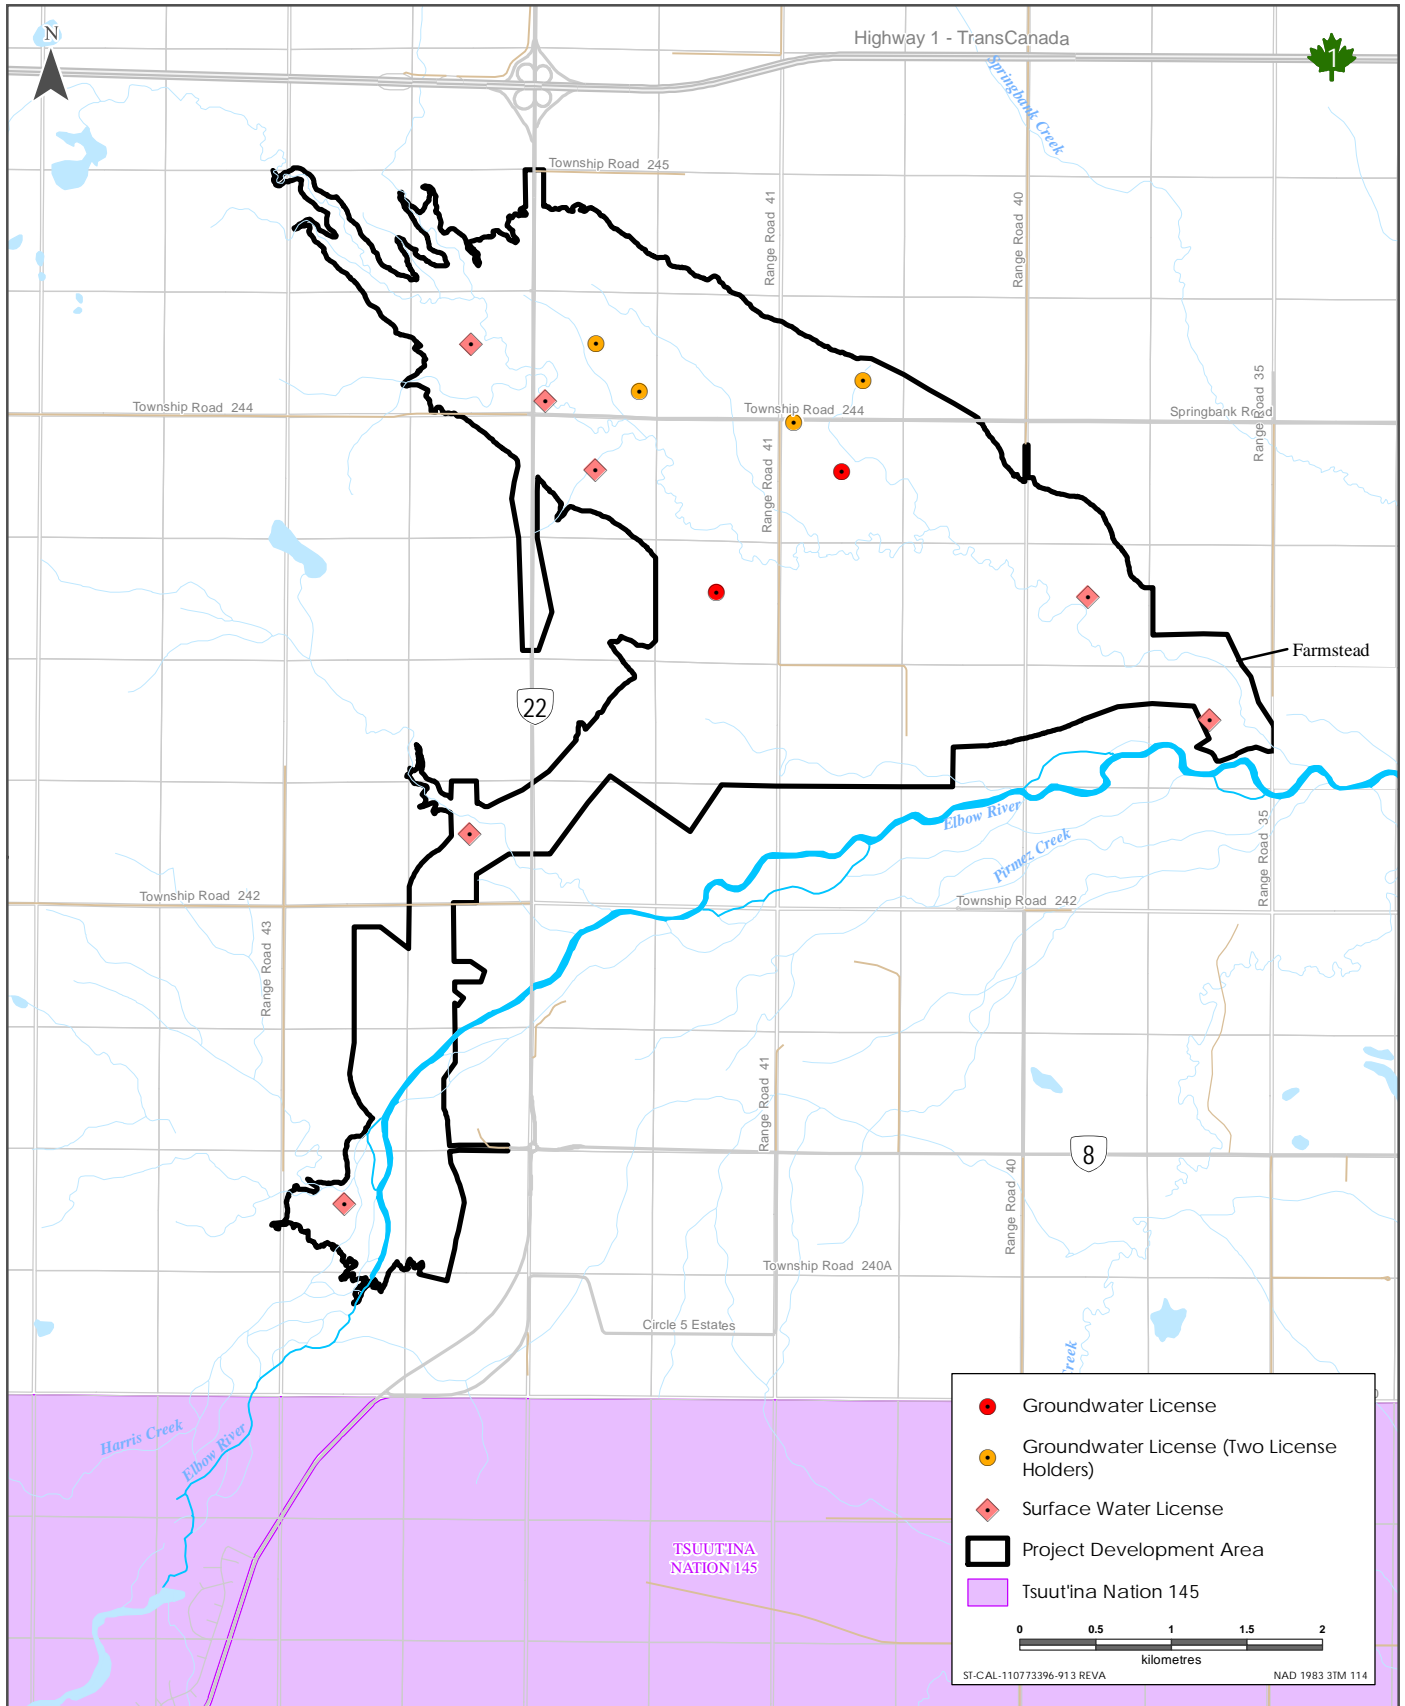 N
Highway 1 - TransCanada
1
Springbank Creek
Township Road 245
Range Road 41
Range Road 40
Range Road 35
Township Road 244
Township Road 244
Springbank Road
Range Road 41
Farmstead
22
Elbow River
Pirmez Creek
Range Road 35
Township Road 242
Township Road 242
Range Road 43
Range Road 41
8
Range Road 40
Township Road 240A
Circle 5 Estates
Creek
Harris Creek
Elbow River
TSUUT'INA
NATION 145
Groundwater License
Groundwater License (Two License
Holders)
Surface Water License
Project Development Area
Tsuut'ina Nation 145
0 0.5 1 1.5 2
kilometres
ST-CAL-110773396-913 REVA NAD 1983 3TM 114